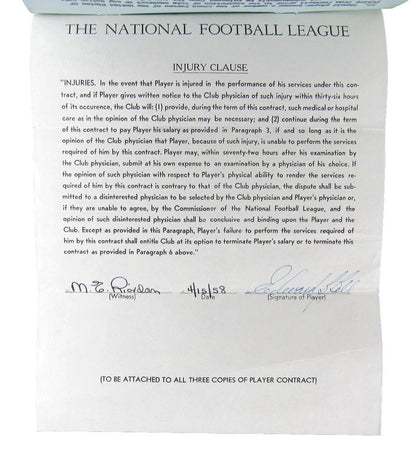 THE NATIONAL FOOTBALL LEAGUE
INJURY CLAUSE
"INJURIES. In the event that Player is injured in the performance of his services under this con-
tract, and if Player gives written notice to the Club physician of such injury within thirty-six hours
of its occurence, the Club will: (1) provide, during the term of this contract, such medical or hospital
care as in the opinion of the Club physician may be necessary; and (2) continue during the term
of this contract to pay Player his salary as provided in Paragraph 3, if and so long as it is the
opinion of the Club physician that Player, because of such injury, is unable to perform the services
required of him by this contract. Player may, within seventy-two hours after his examination by
the Club physician, submit at his own expense to an examination by a physician of his choice. If
the opinion of such physician with respect to Player's physical ability to render the services re-
quired of him by this contract is contrary to that of the Club physician, the dispute shall be sub-
mitted to a disinterested physician to be selected by the Club physician and Player's physician or,
if they are unable to agree, by the Commissioner of the National Football League, and the
opinion of such disinterested physician shall be conclusive and binding upon the Player and the
Club. Except as provided in this Paragraph, Player's failure to perform the services required of
him by this contract shall entitle Club at its option to terminate Player's salary or to terminate this
contract as provided in Paragraph 6 above."
M. E. Riordan 4/15/58
(Witness) Date (Signature of Player)
(TO BE ATTACHED TO ALL THREE COPIES OF PLAYER CONTRACT)